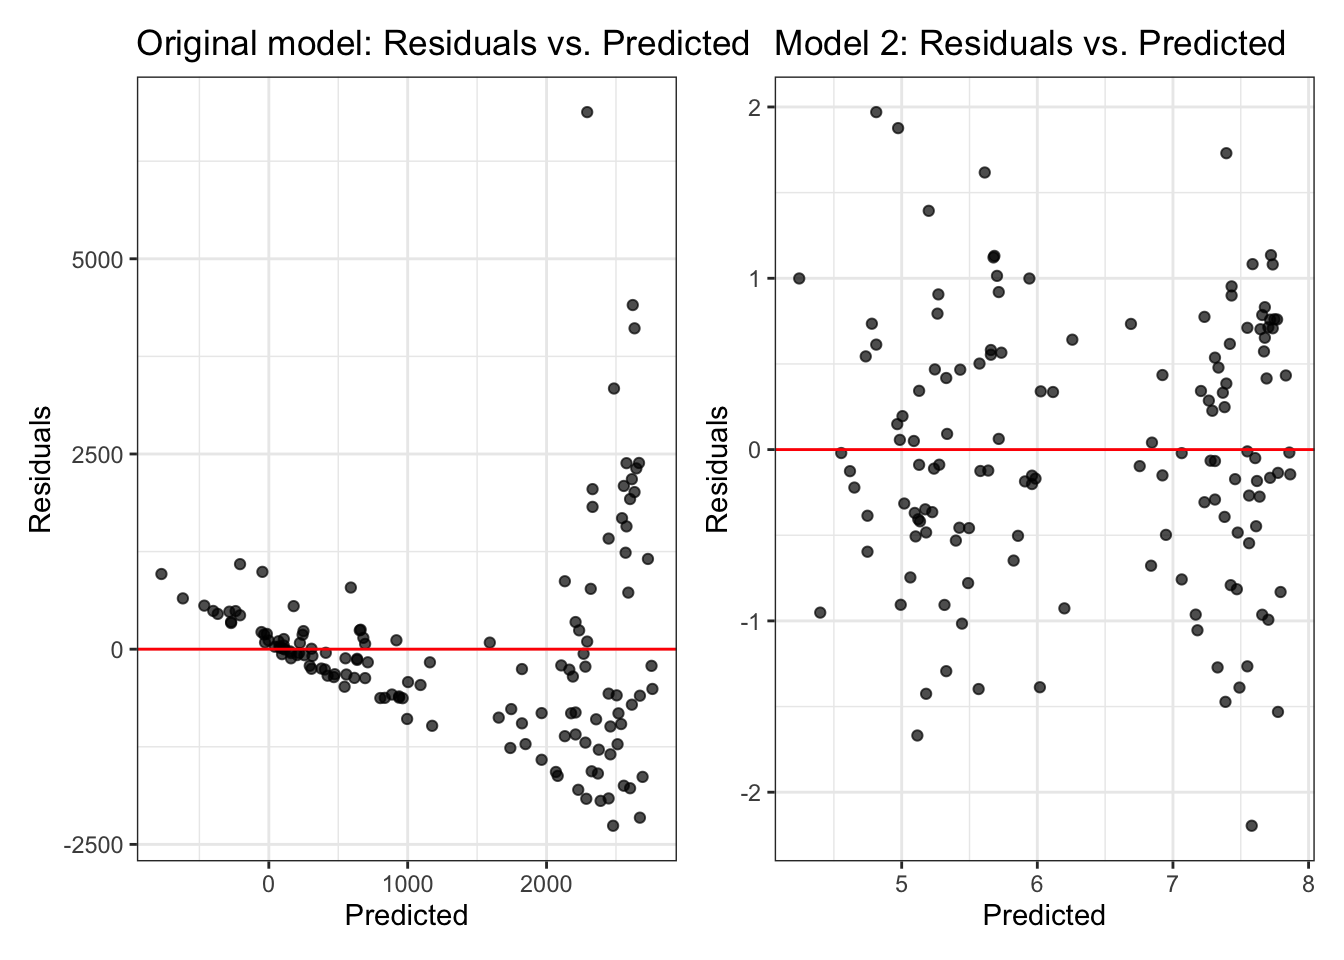 Original model: Residuals vs. Predicted
Residuals
5000
2500
0
-2500
0 1000 2000
Predicted
Model 2: Residuals vs. Predicted
Residuals
2
1
0
-1
-2
5 6 7 8
Predicted